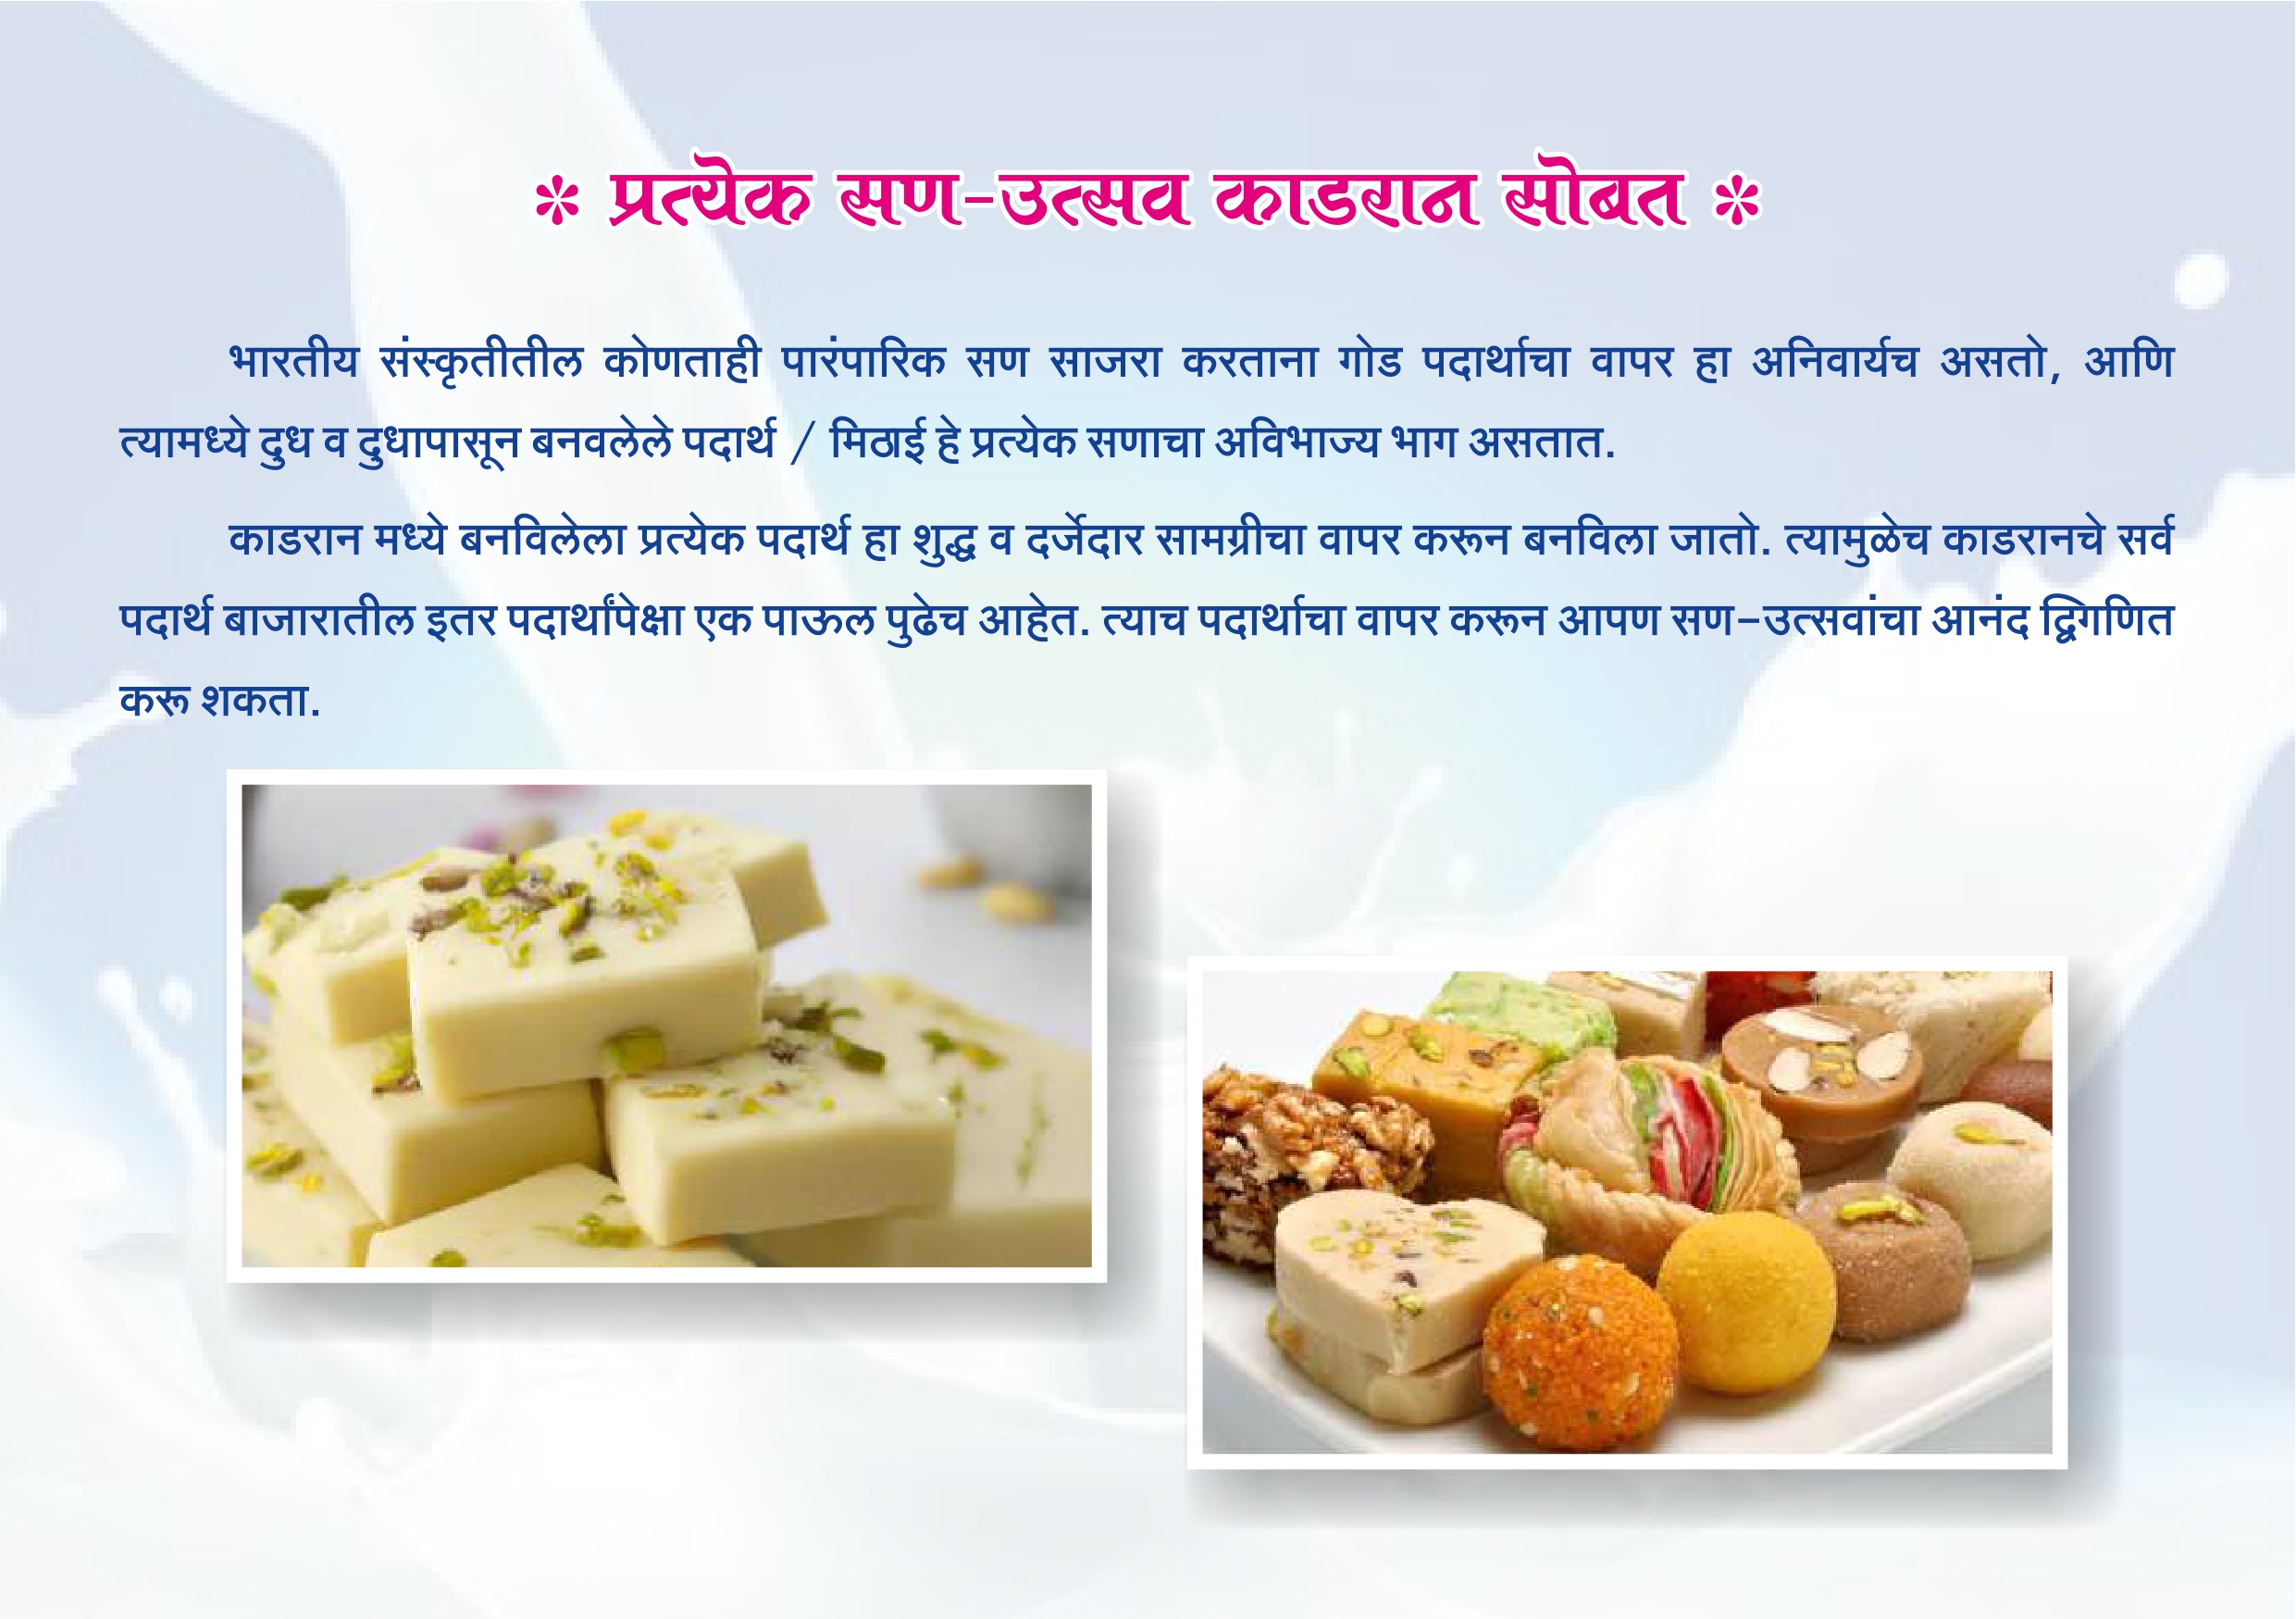 * प्रत्येक सण-उत्सव काडरान सोबत *
भारतीय संस्कृतीतील कोणताही पारंपारिक सण साजरा करताना गोड पदार्थाचा वापर हा अनिवार्यच असतो, आणि
त्यामध्ये दुध व दुधापासून बनवलेले पदार्थ / मिठाई हे प्रत्येक सणाचा अविभाज्य भाग असतात.
काडरान मध्ये बनविलेला प्रत्येक पदार्थ हा शुद्ध व दर्जेदार सामग्रीचा वापर करून बनविला जातो. त्यामुळेच काडरानचे सर्व
पदार्थ बाजारातील इतर पदार्थांपेक्षा एक पाऊल पुढेच आहेत. त्याच पदार्थाचा वापर करून आपण सण-उत्सवांचा आनंद द्विगणित
करू शकता.